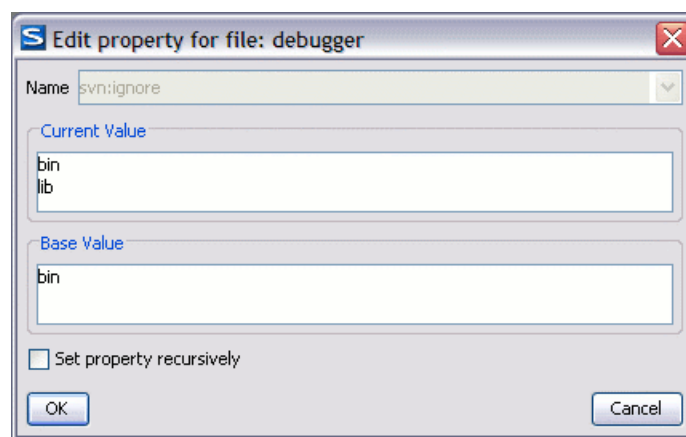 S Edit property for file: debugger
Name svn:ignore
Current Value
bin
lib
Base Value
bin
Set property recursively
OK Cancel